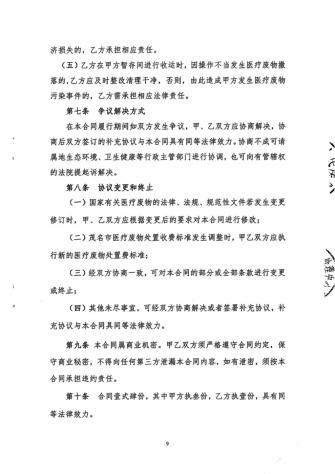 济损失的，乙方承担相应责任。
（五）乙方在甲方暂存间进行收运时，因操作不当发生医疗废物撒
落的，乙方应及时整改清理干净，否则，由此造成甲方发生医疗废物
污染事件的，乙方需承担相应法律责任。
第七条 争议解决方式
在本合同履行期间如双方发生争议，甲、乙双方应协商解决，协
商后双方签订的补充协议与本合同具有同等法律效力。协商不成可请
属地生态环境、卫生健康等行政主管部门进行协调，也可向有管辖权
的法院提起诉解决。
第八条 协议变更和终止
（一）国家有关医疗废物的法律、法规、规范性文件若发生变更
修订时，甲、乙双方应根据变更后的要求对本合同进行修改；
（二）茂名市医疗废物处置收费标准发生调整时，甲乙双方应执
行新的医疗废物处置费标准；
（三）经双方协商一致，可对本合同的部分或全部条款进行变更
或终止；
（四）其他未尽事宜，可经双方协商解决或者签署补充协议，补
充协议与本合同具同等法律效力。
第九条 本合同属商业机密。甲乙双方须严格遵守合同约定，保
守商业秘密，不得向任何第三方泄漏本合同内容，如有泄密，须按本
合同承担违约责任。
第十条 合同壹式肆份，其中甲方执叁份，乙方执壹份，具有同
等法律效力。
9